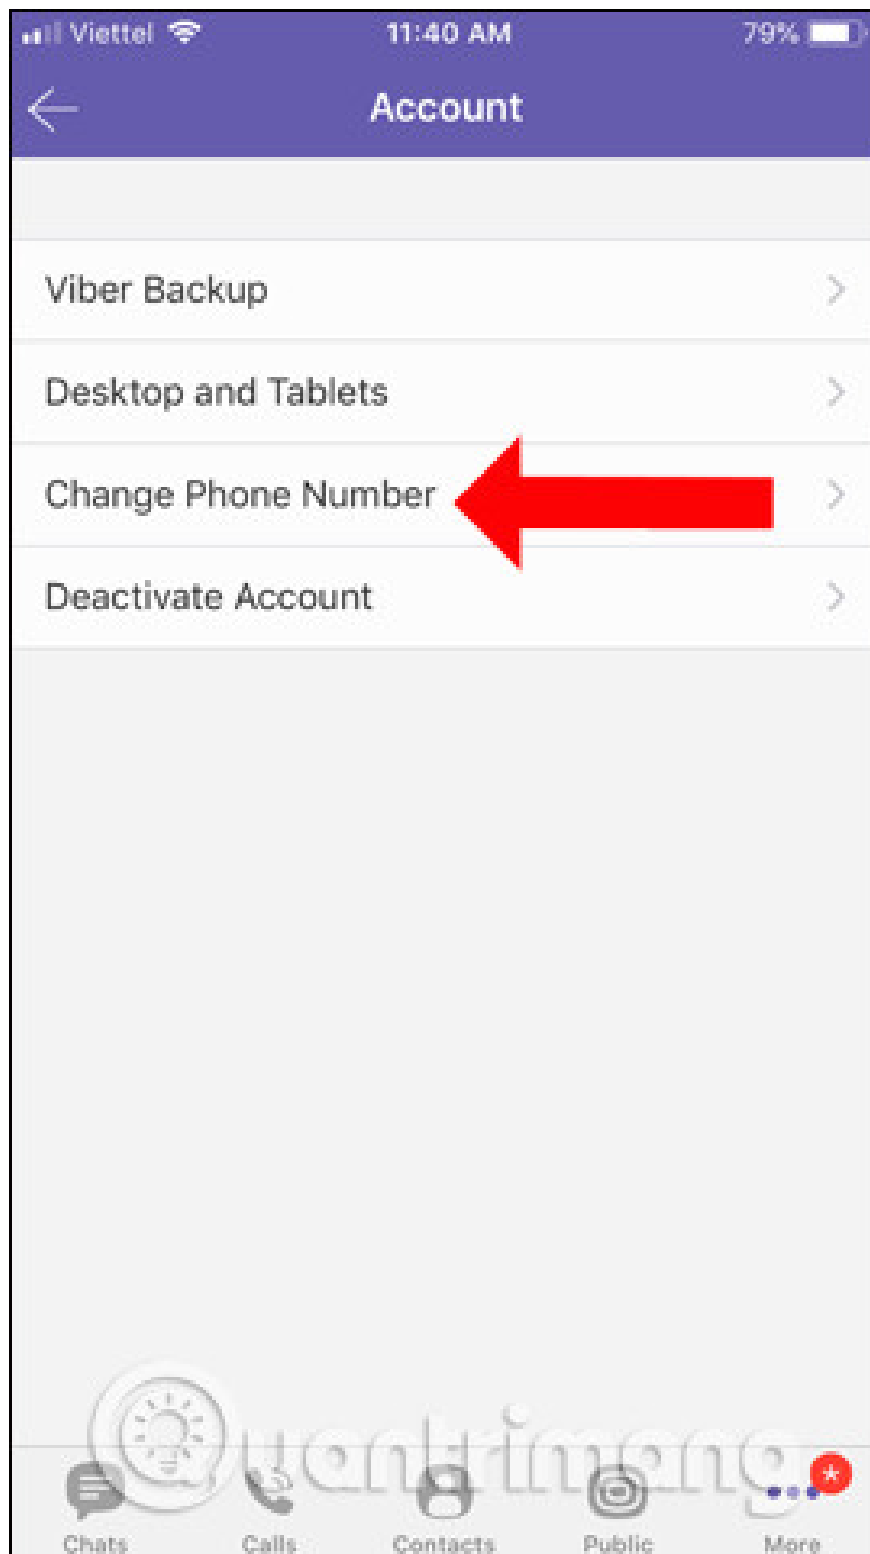 Viettel 11:40 AM 79%
Account
Viber Backup
Desktop and Tablets
Change Phone Number
Deactivate Account
Quantrimang
Chats Calls Contacts Public More